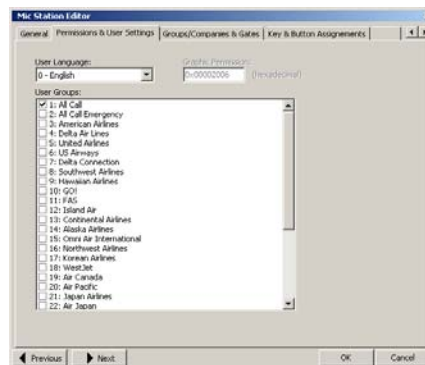 Mic Station Editor
General Permissions & User Settings Groups/Companies & Gates Key & Button Assignements
User Language: Graphic Permission:
0 - English 0x00002006 (hexadecimal)
User Groups:
1: All Call
2: All Call Emergency
3: American Airlines
4: Delta Air Lines
5: United Airlines
6: US Airways
7: Delta Connection
8: Southwest Airlines
9: Hawaiian Airlines
10: GO!
11: FAS
12: Island Air
13: Continental Airlines
14: Alaska Airlines
15: Omni Air International
16: Northwest Airlines
17: Korean Airlines
18: WestJet
19: Air Canada
20: Air Pacific
21: Japan Airlines
22: Air Japan
Previous Next OK Cancel